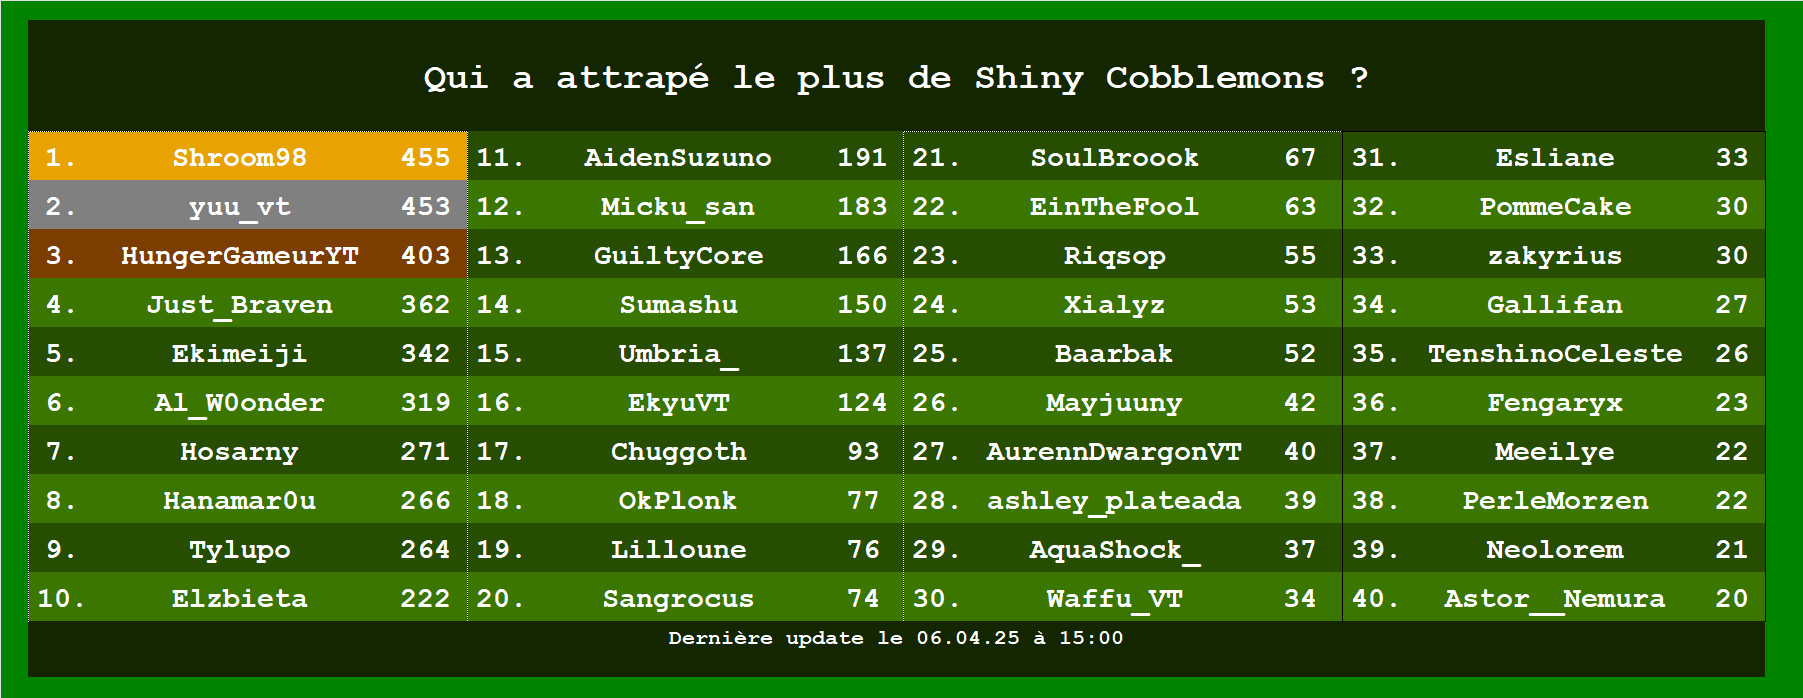 Qui a attrapé le plus de Shiny Cobblemons ?
1. Shroom98 455
2. yuu_vt 453
3. HungerGameurYT 403
4. Just_Braven 362
5. Ekimeiji 342
6. Al_W0onder 319
7. Hosarny 271
8. Hanamar0u 266
9. Tylupo 264
10. Elzbieta 222
11. AidenSuzuno 191
12. Micku_san 183
13. GuiltyCore 166
14. Sumashu 150
15. Umbria_ 137
16. EkyuVT 124
17. Chuggoth 93
18. OkPlonk 77
19. Lilloune 76
20. Sangrocus 74
21. SoulBroook 67
22. EinTheFool 63
23. Riqsop 55
24. Xialyz 53
25. Baarbak 52
26. Mayjuuny 42
27. AurennDwargonVT 40
28. ashley_plateada 39
29. AquaShock_ 37
30. Waffu_VT 34
31. Esliane 33
32. PommeCake 30
33. zakyrius 30
34. Gallifan 27
35. TenshinoCeleste 26
36. Fengaryx 23
37. Meeilye 22
38. PerleMorzen 22
39. Neolorem 21
40. Astor__Nemura 20
Dernière update le 06.04.25 à 15:00